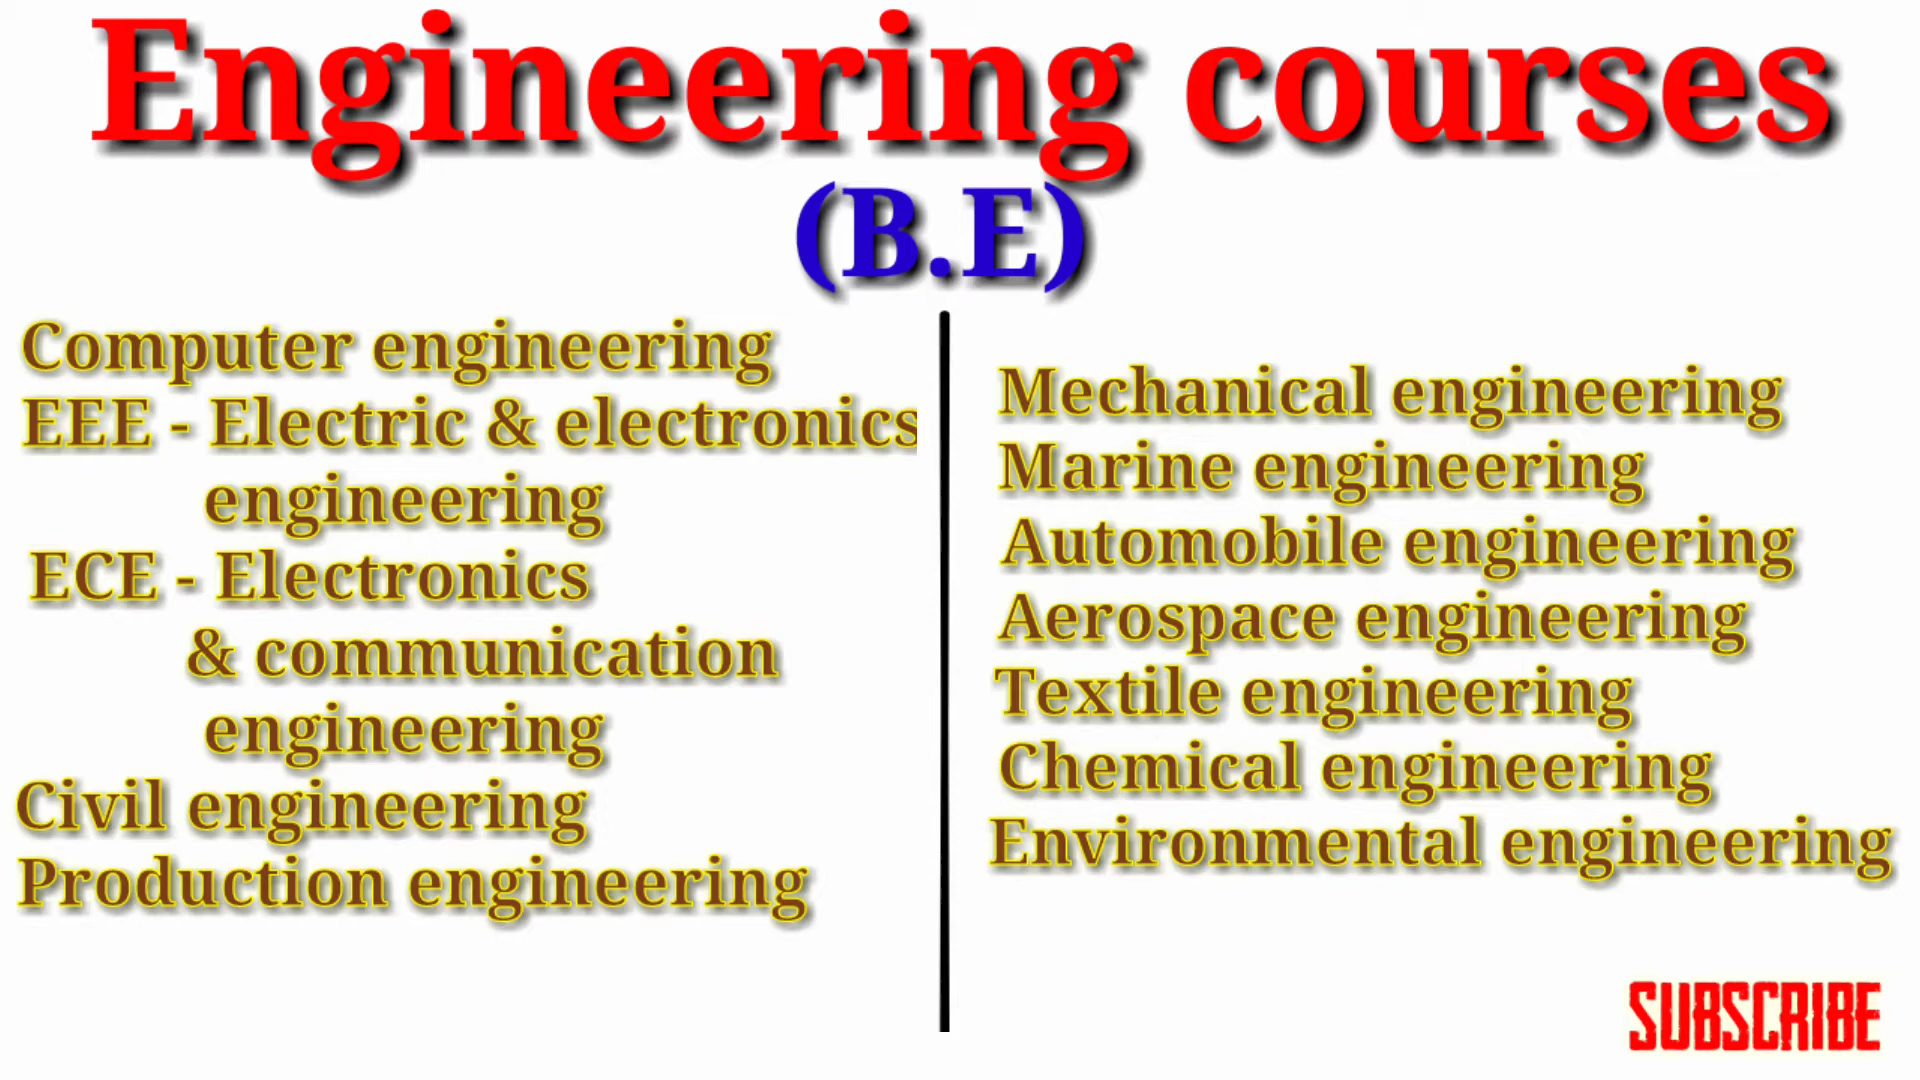 Engineering courses
(B.E)
Computer engineering
EEE - Electric & electronics
engineering
ECE - Electronics
& communication
engineering
Civil engineering
Production engineering
Mechanical engineering
Marine engineering
Automobile engineering
Aerospace engineering
Textile engineering
Chemical engineering
Environmental engineering
SUBSCRIBE